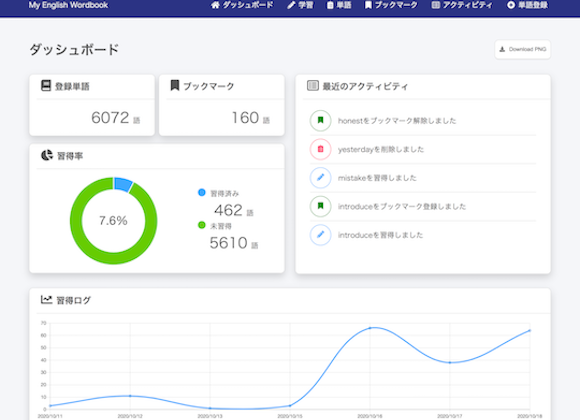 My English Wordbook
ダッシュボード
学習
単語
ブックマーク
アクティビティ
単語登録
ダッシュボード
Download PNG
登録単語
6072 語
ブックマーク
160 語
習得率
7.6%
習得済み
462 語
未習得
5610 語
最近のアクティビティ
honestをブックマーク解除しました
yesterdayを削除しました
mistakeを習得しました
introduceをブックマーク登録しました
introduceを習得しました
習得ログ
70
60
50
40
30
20
10
0
2020/10/11
2020/10/12
2020/10/13
2020/10/15
2020/10/16
2020/10/17
2020/10/18